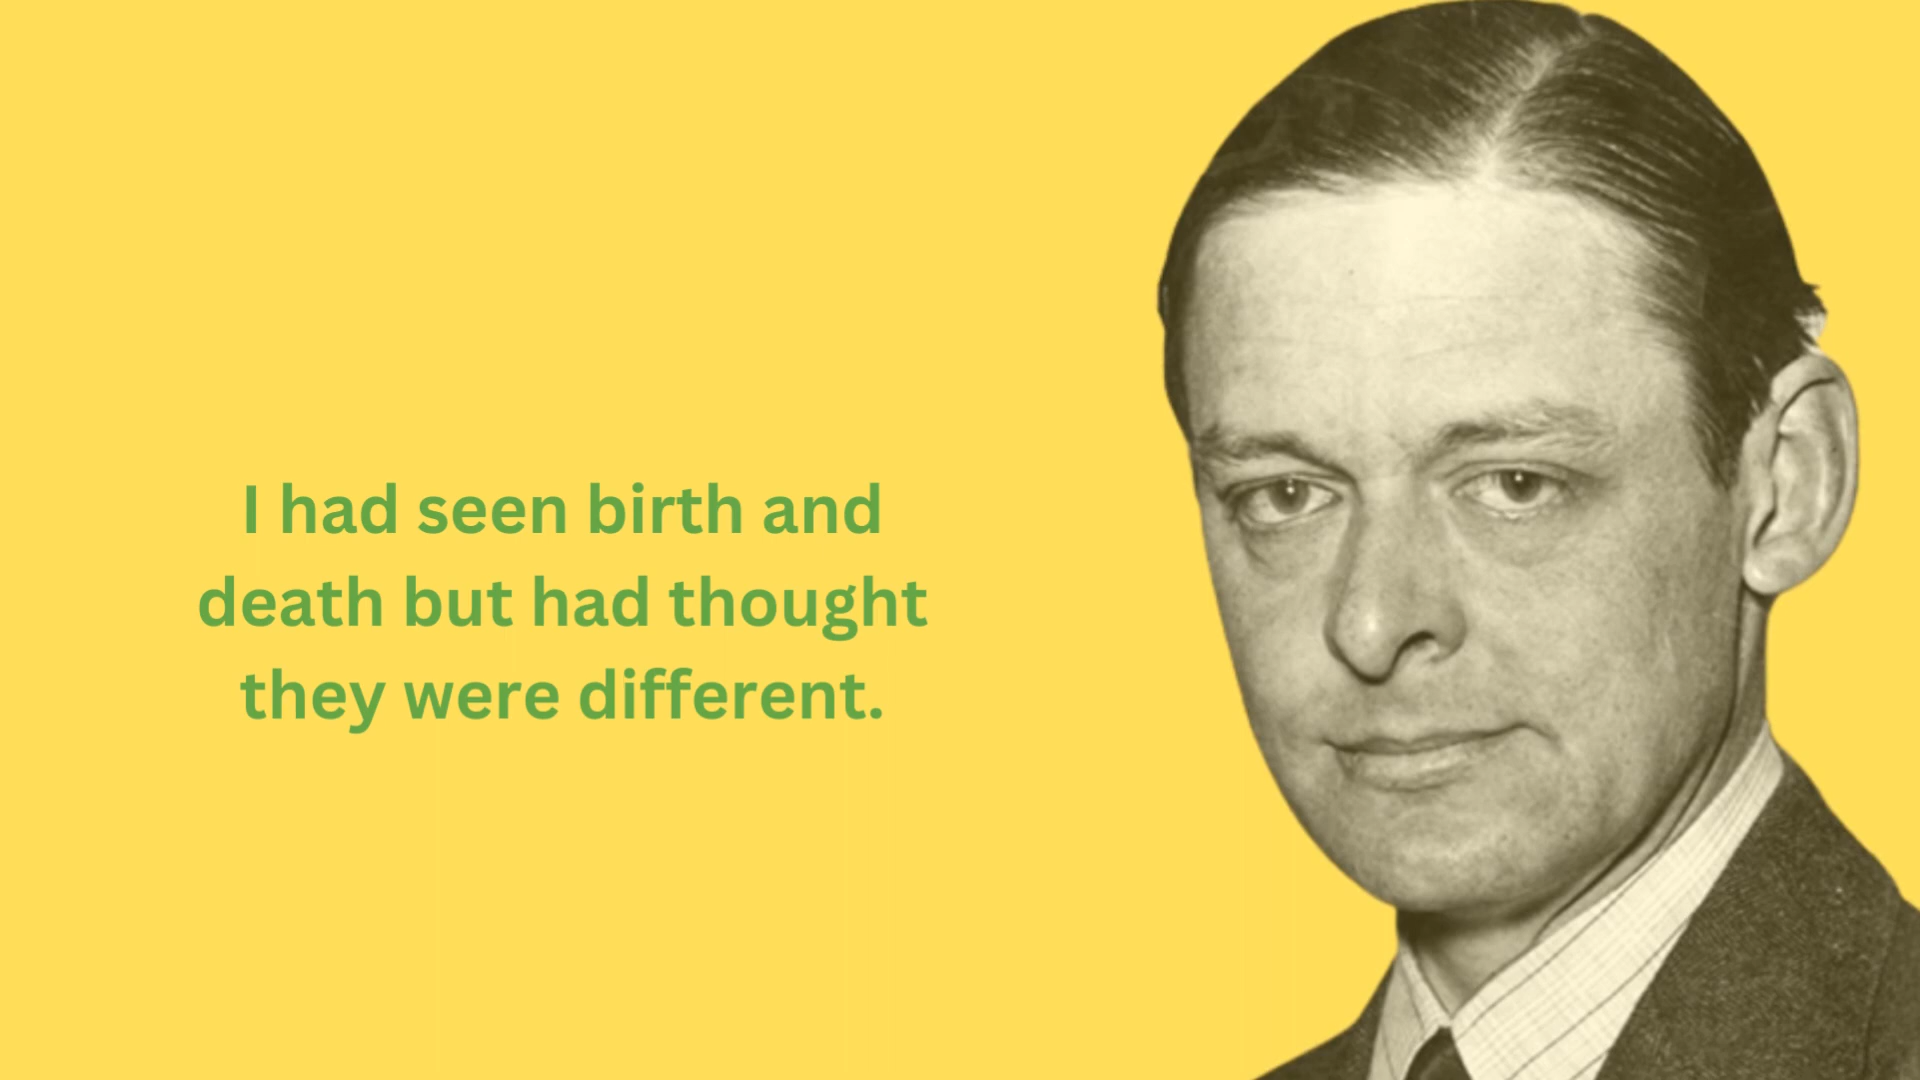 I had seen birth and
death but had thought
they were different.